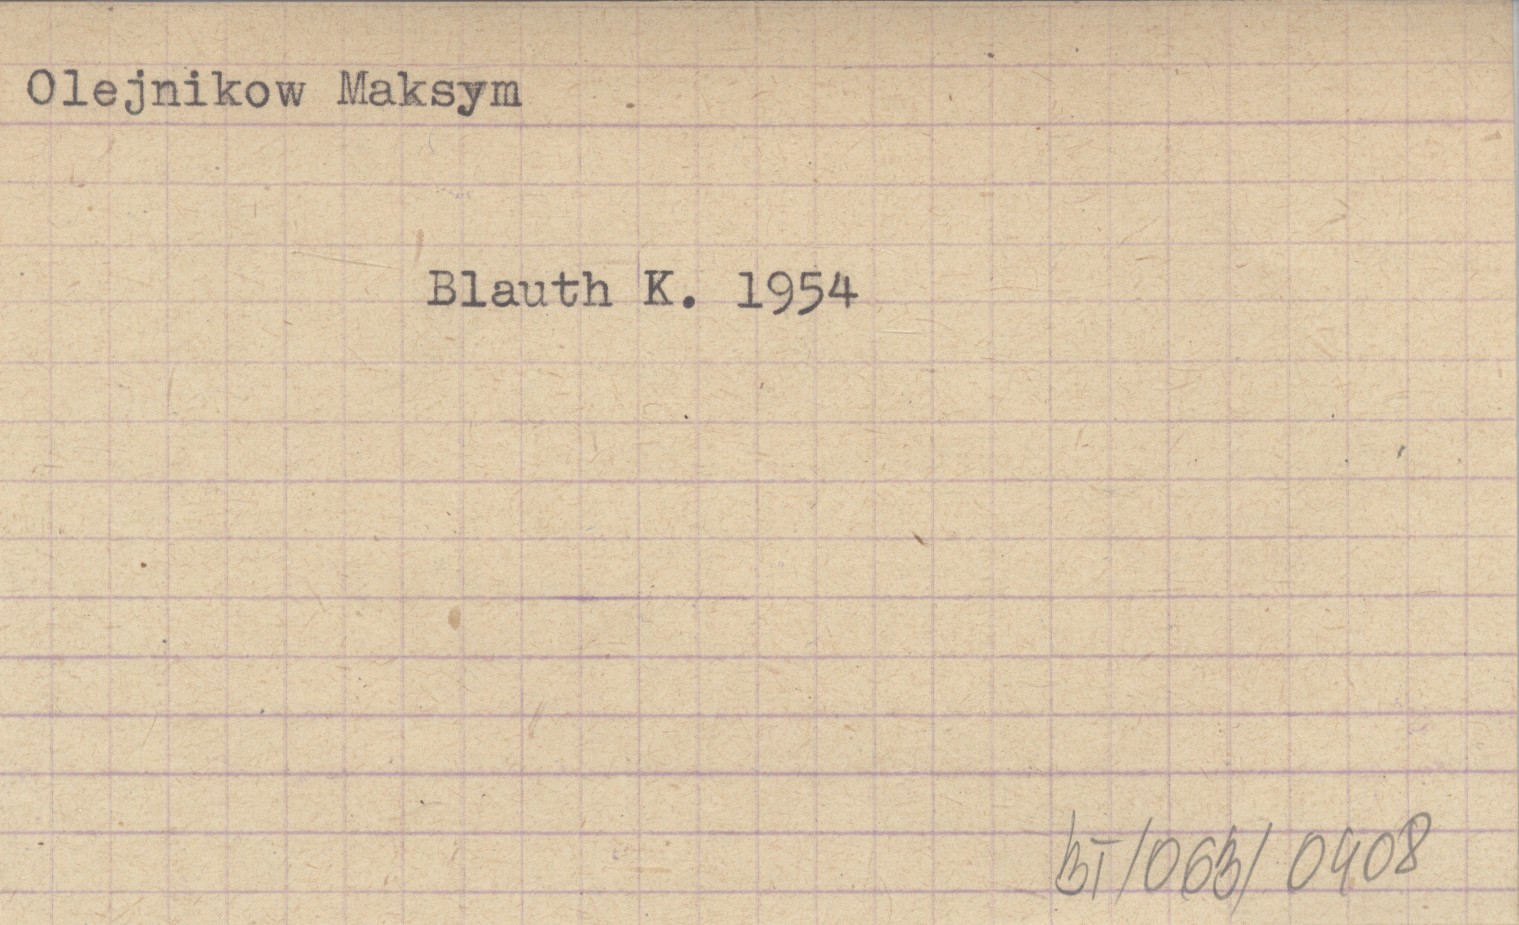 Olejnikow Maksym
Blauth K. 1954
BT/063/0408